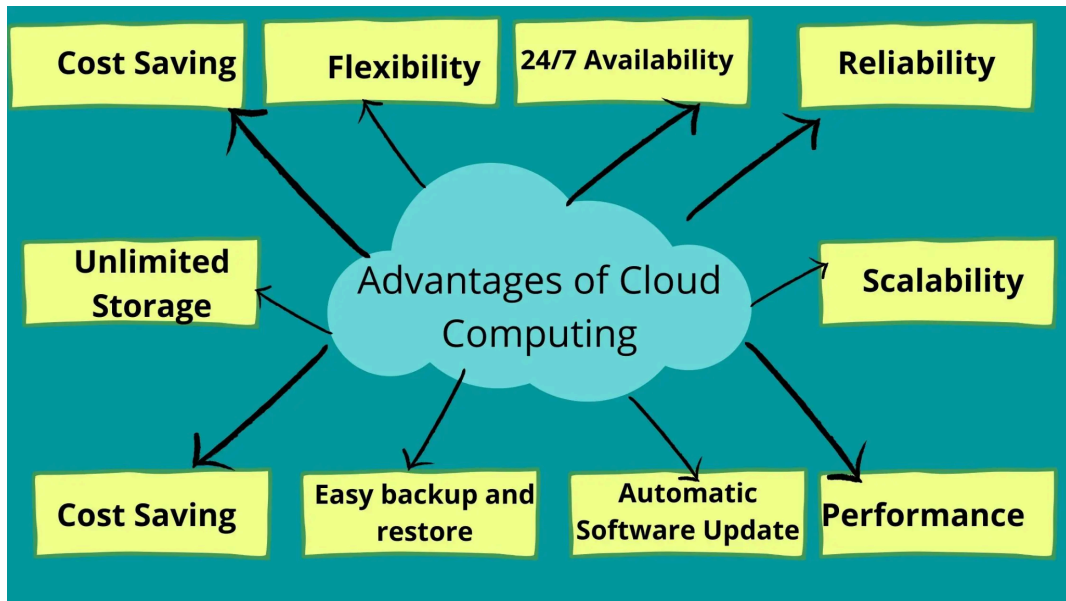 Cost Saving
Flexibility
24/7 Availability
Reliability
Unlimited
Storage
Advantages of Cloud
Computing
Scalability
Cost Saving
Easy backup and
restore
Automatic
Software Update
Performance